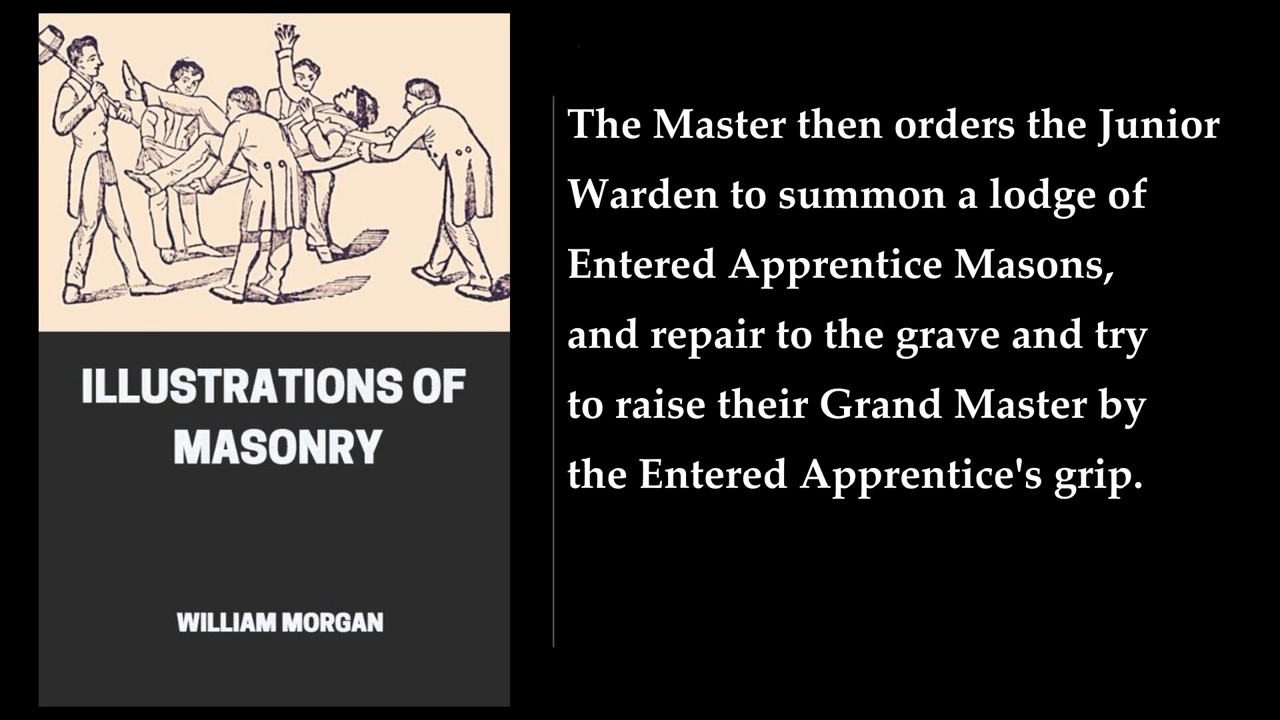 ILLUSTRATIONS OF
MASONRY
WILLIAM MORGAN
The Master then orders the Junior
Warden to summon a lodge of
Entered Apprentice Masons,
and repair to the grave and try
to raise their Grand Master by
the Entered Apprentice's grip.